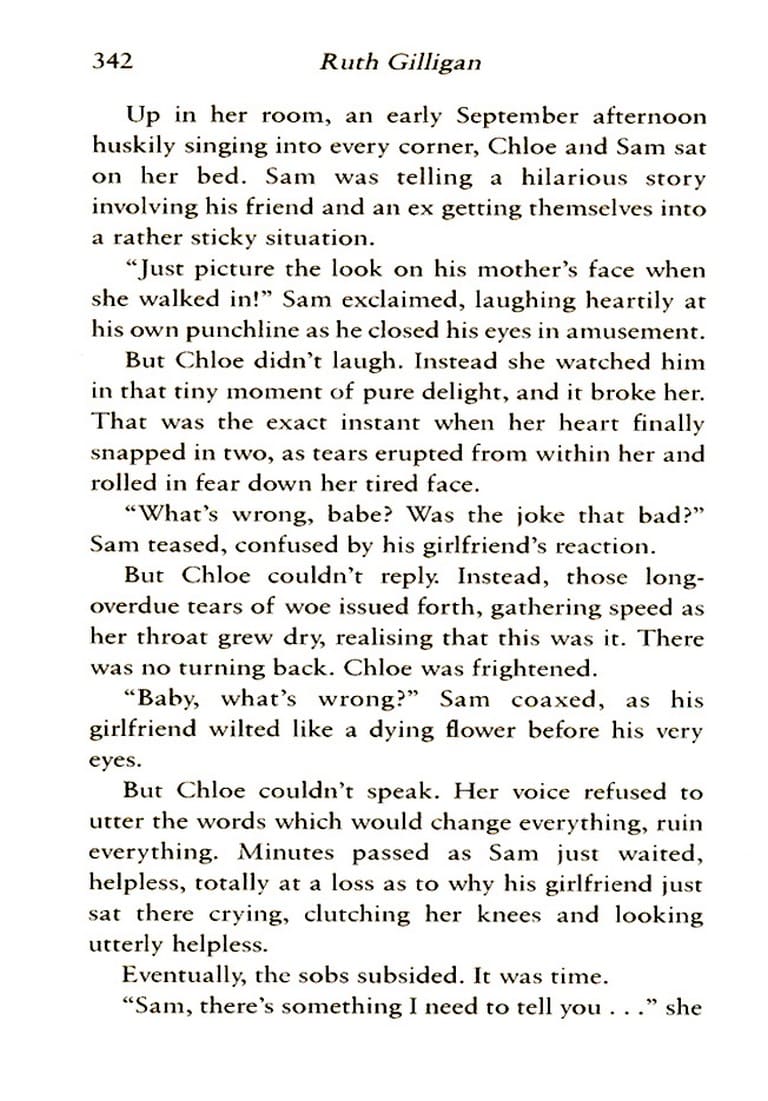 342 Ruth Gilligan
Up in her room, an early September afternoon
huskily singing into every corner, Chloe and Sam sat
on her bed. Sam was telling a hilarious story
involving his friend and an ex getting themselves into
a rather sticky situation.
“Just picture the look on his mother’s face when
she walked in!” Sam exclaimed, laughing heartily at
his own punchline as he closed his eyes in amusement.
But Chloe didn’t laugh. Instead she watched him
in that tiny moment of pure delight, and it broke her.
That was the exact instant when her heart finally
snapped in two, as tears erupted from within her and
rolled in fear down her tired face.
“What’s wrong, babe? Was the joke that bad?”
Sam teased, confused by his girlfriend’s reaction.
But Chloe couldn’t reply. Instead, those long-
overdue tears of woe issued forth, gathering speed as
her throat grew dry, realising that this was it. There
was no turning back. Chloe was frightened.
“Baby, what’s wrong?” Sam coaxed, as his
girlfriend wilted like a dying flower before his very
eyes.
But Chloe couldn’t speak. Her voice refused to
utter the words which would change everything, ruin
everything. Minutes passed as Sam just waited,
helpless, totally at a loss as to why his girlfriend just
sat there crying, clutching her knees and looking
utterly helpless.
Eventually, the sobs subsided. It was time.
“Sam, there’s something I need to tell you . . .” she